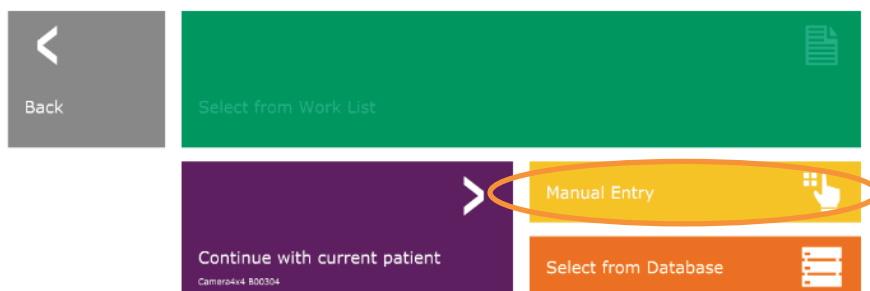 Back
Select from Work List
Manual Entry
Continue with current patient
Camera4x4 B00304
Select from Database